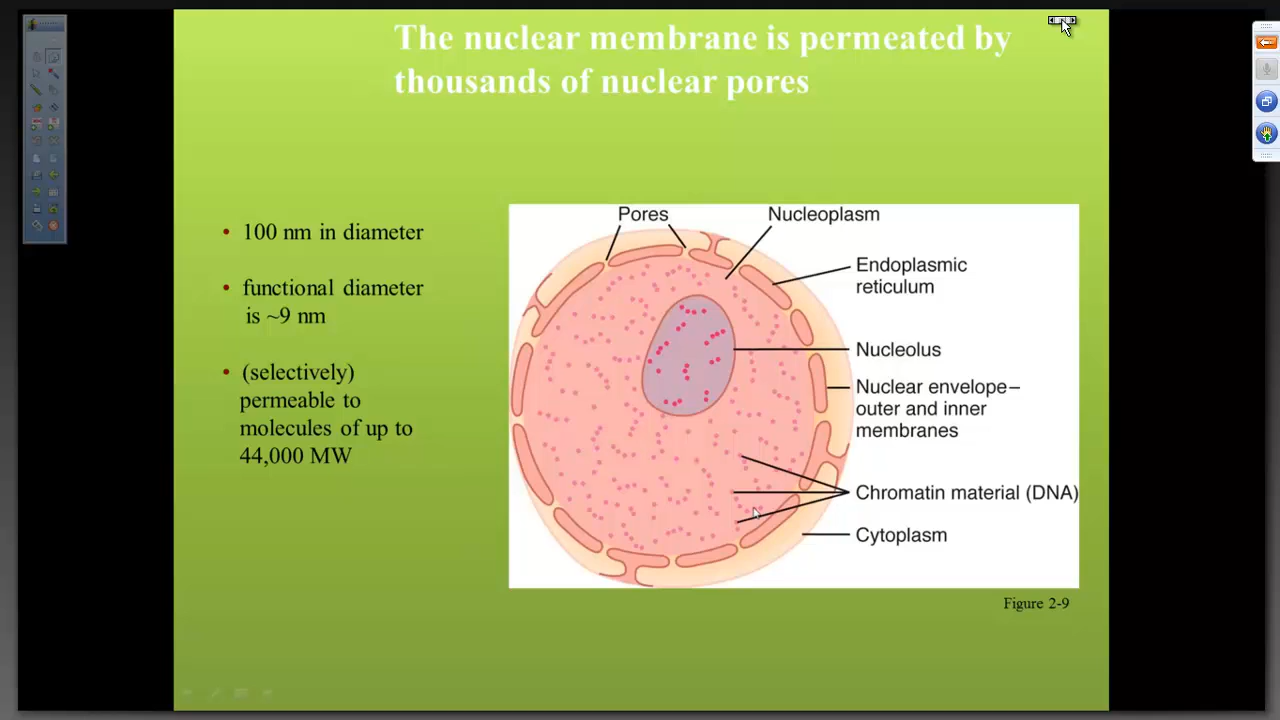 The nuclear membrane is permeated by
thousands of nuclear pores
• 100 nm in diameter
• functional diameter
is ~9 nm
• (selectively)
permeable to
molecules of up to
44,000 MW
Pores
Nucleoplasm
Endoplasmic
reticulum
Nucleolus
Nuclear envelope–
outer and inner
membranes
Chromatin material (DNA)
Cytoplasm
Figure 2-9